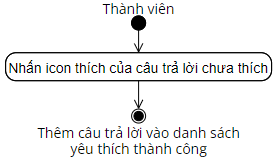 Thành viên
Nhấn icon thích của câu trả lời chưa thích
Thêm câu trả lời vào danh sách
yêu thích thành công